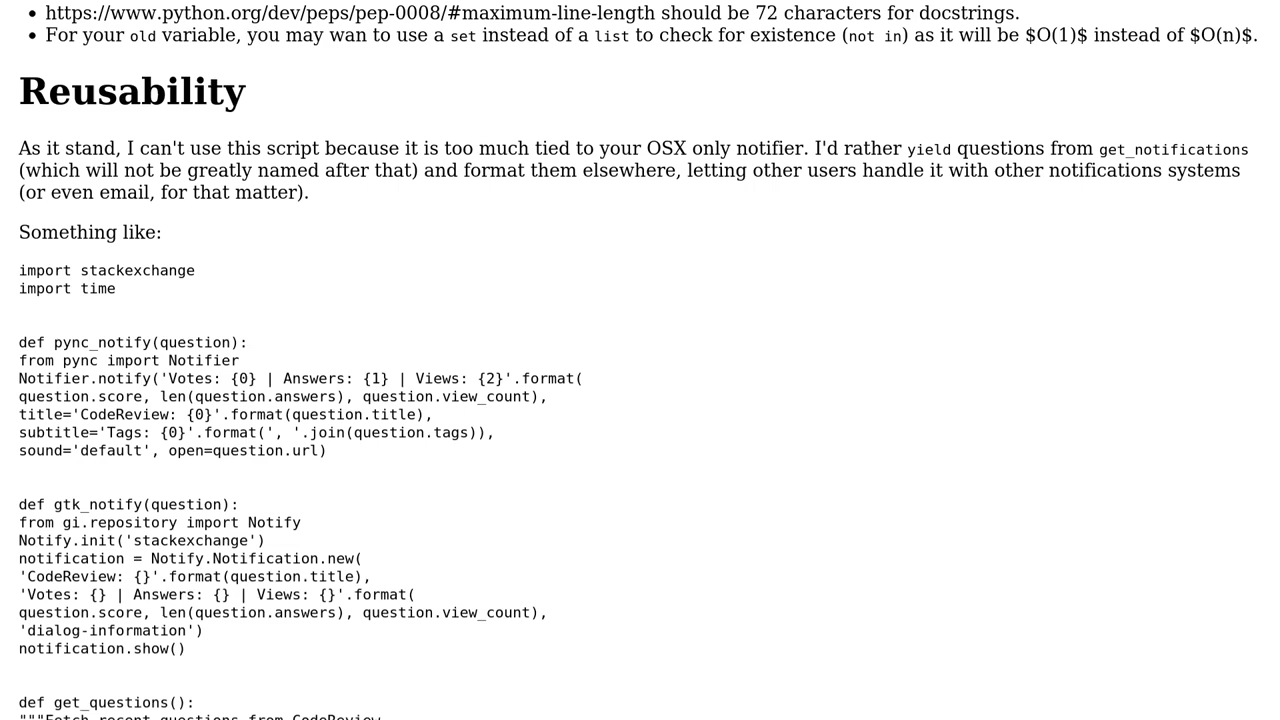 • https://www.python.org/dev/peps/pep-0008/#maximum-line-length should be 72 characters for docstrings.
• For your old variable, you may wan to use a set instead of a list to check for existence (not in) as it will be $O(1)$ instead of $O(n)$.
Reusability
As it stand, I can't use this script because it is too much tied to your OSX only notifier. I'd rather yield questions from get_notifications
(which will not be greatly named after that) and format them elsewhere, letting other users handle it with other notifications systems
(or even email, for that matter).
Something like:
import stackexchange
import time
def pync_notify(question):
from pync import Notifier
Notifier.notify('Votes: {0} | Answers: {1} | Views: {2}'.format(
question.score, len(question.answers), question.view_count),
title='CodeReview: {0}'.format(question.title),
subtitle='Tags: {0}'.format(', '.join(question.tags)),
sound='default', open=question.url)
def gtk_notify(question):
from gi.repository import Notify
Notify.init('stackexchange')
notification = Notify.Notification.new(
'CodeReview: {}'.format(question.title),
'Votes: {} | Answers: {} | Views: {}'.format(
question.score, len(question.answers), question.view_count),
'dialog-information')
notification.show()
def get_questions():
"""Fetch recent questions from CodeReview